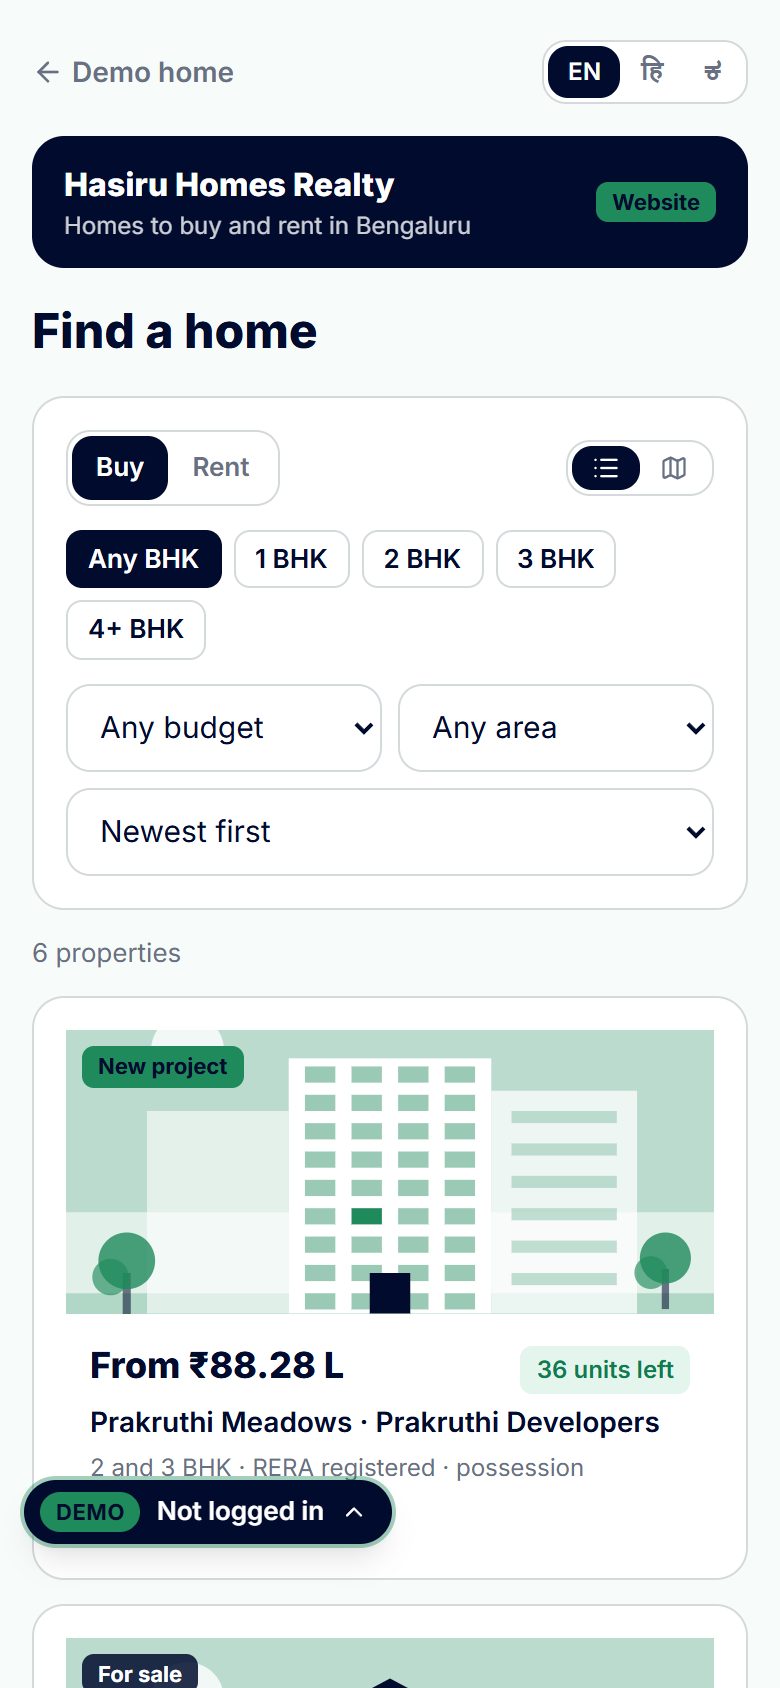 Demo home
EN हि ಕ
Hasiru Homes Realty
Homes to buy and rent in Bengaluru
Website
Find a home
Buy Rent
Any BHK 1 BHK 2 BHK 3 BHK
4+ BHK
Any budget Any area
Newest first
6 properties
New project
From ₹88.28 L
36 units left
Prakruthi Meadows · Prakruthi Developers
2 and 3 BHK · RERA registered · possession
DEMO Not logged in
For sale